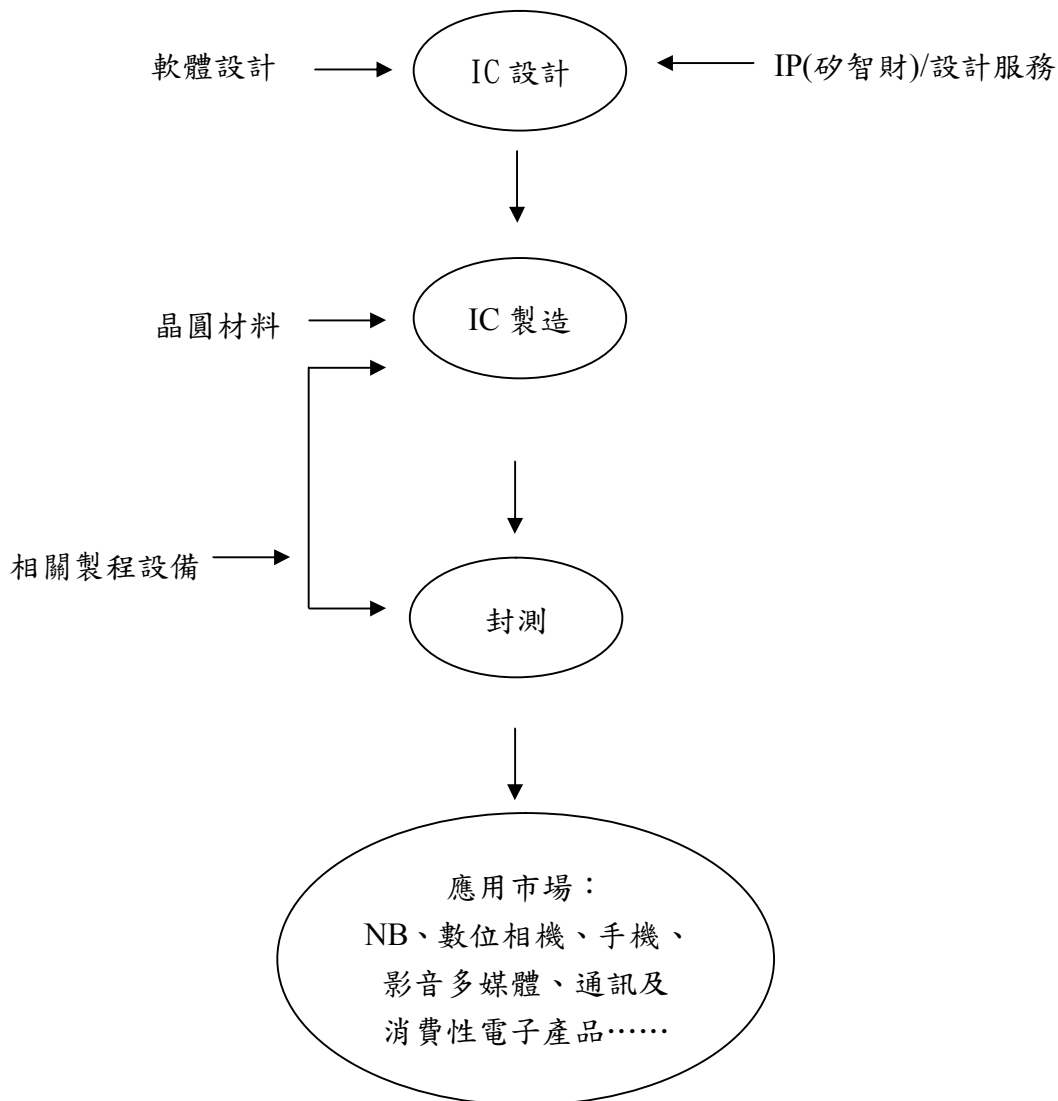 軟體設計
IC 設計
IP(矽智財)/設計服務
晶圓材料
IC 製造
相關製程設備
封測
應用市場：
NB、數位相機、手機、
影音多媒體、通訊及
消費性電子產品……